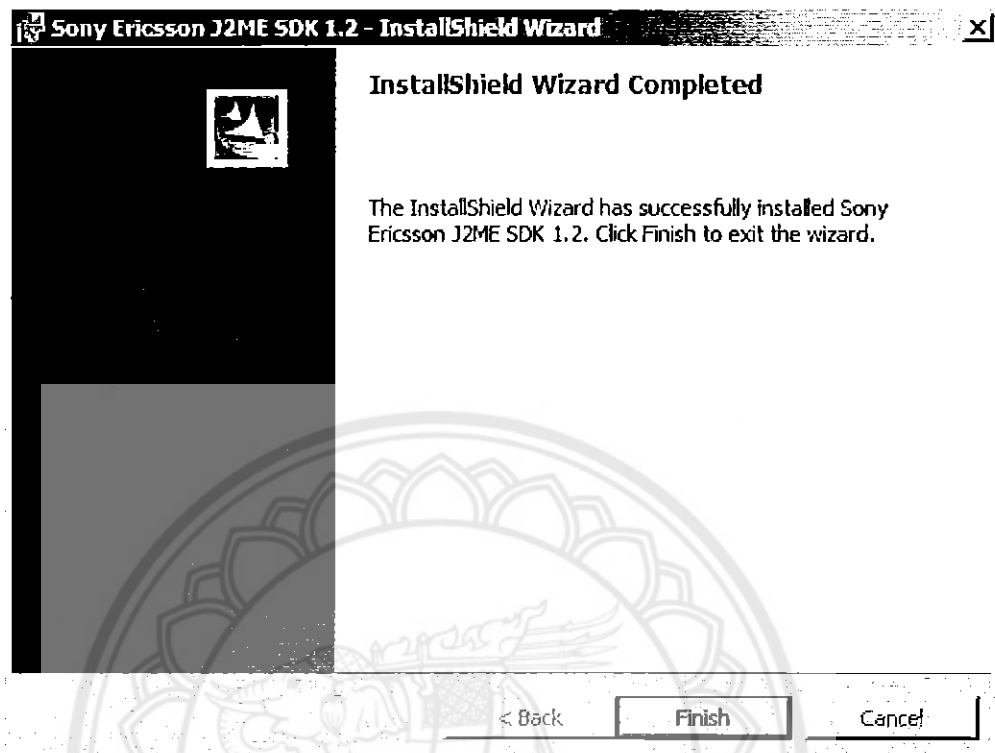 Sony Ericsson J2ME SDK 1.2 - InstallShield Wizard
InstallShield Wizard Completed
The InstallShield Wizard has successfully installed Sony
Ericsson J2ME SDK 1.2. Click Finish to exit the wizard.
< Back Finish Cancel